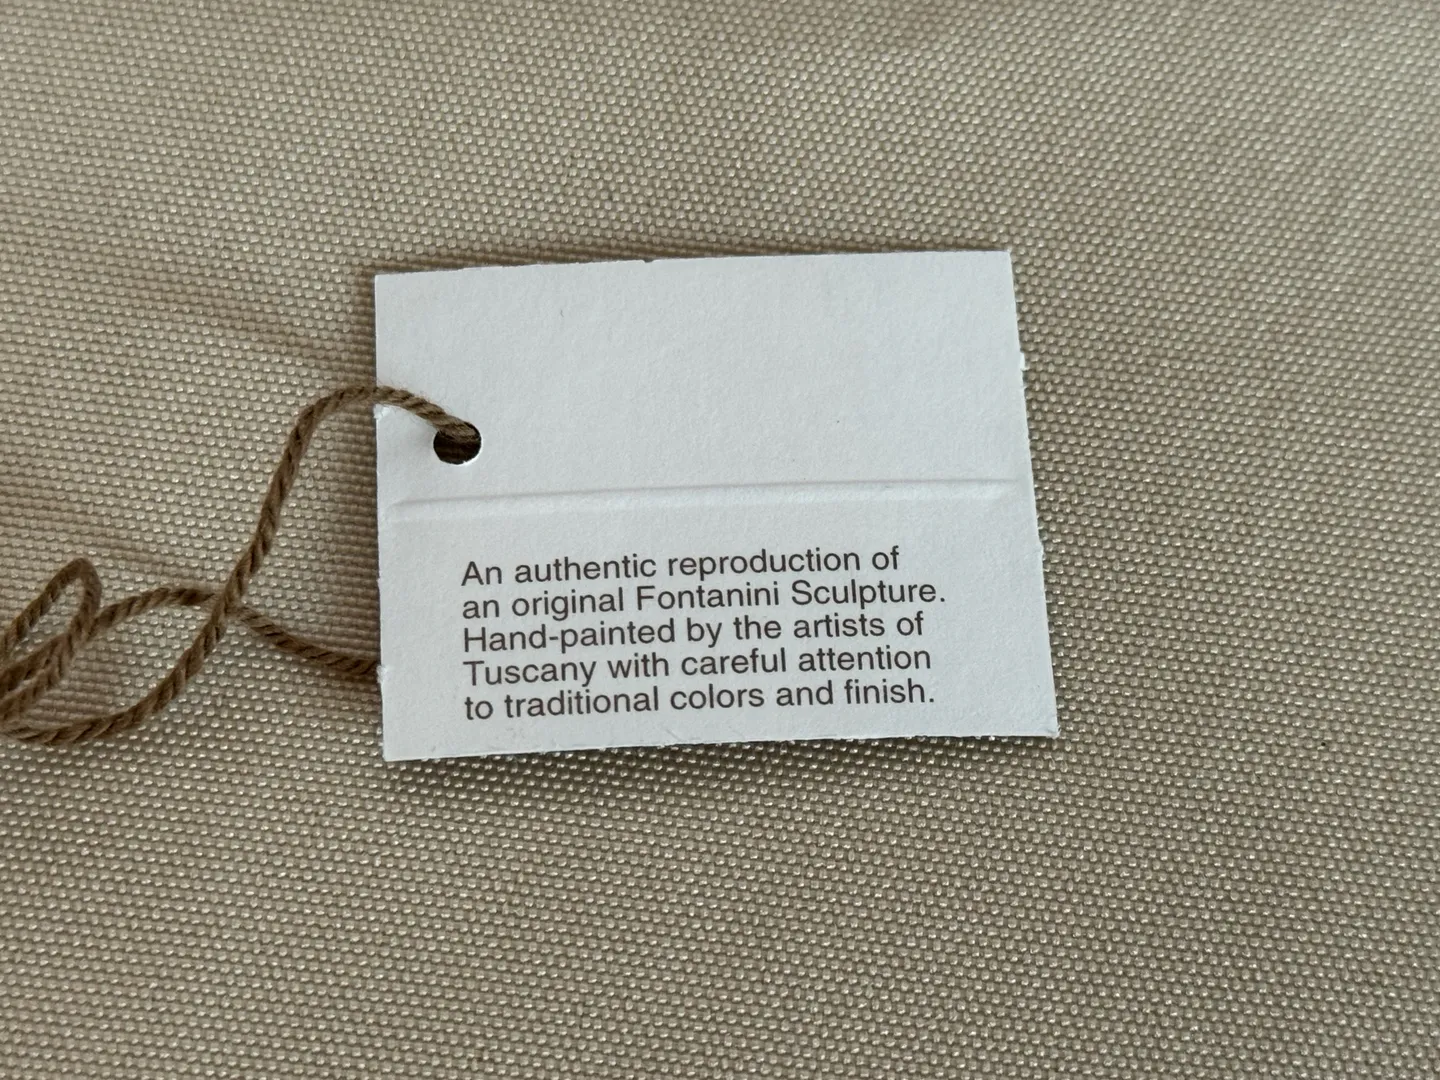 An authentic reproduction of
an original Fontanini Sculpture.
Hand-painted by the artists of
Tuscany with careful attention
to traditional colors and finish.